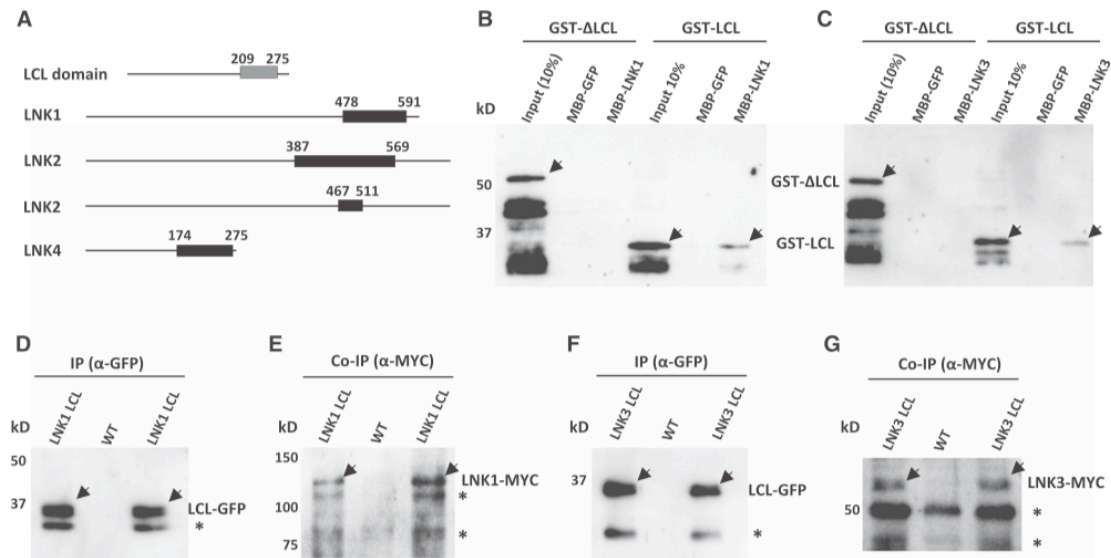 A
209 275
LCL domain
478 591
LNK1
387 569
LNK2
467 511
LNK2
174 275
LNK4
B
GST-ΔLCL GST-LCL
Input (10%) MBP-GFP MBP-LNK1 Input 10% MBP-GFP MBP-LNK1
kD
50
37
GST-ΔLCL
GST-LCL
C
GST-ΔLCL GST-LCL
Input (10%) MBP-GFP MBP-LNK3 Input 10% MBP-GFP MBP-LNK3
D
IP (α-GFP)
LNK1 LCL WT LNK1 LCL
kD
50
37
LCL-GFP
*
E
Co-IP (α-MYC)
LNK1 LCL WT LNK1 LCL
kD
150
100
75
LNK1-MYC
*
*
F
IP (α-GFP)
LNK3 LCL WT LNK3 LCL
kD
37
LCL-GFP
*
G
Co-IP (α-MYC)
LNK3 LCL WT LNK3 LCL
kD
50
LNK3-MYC
*
*